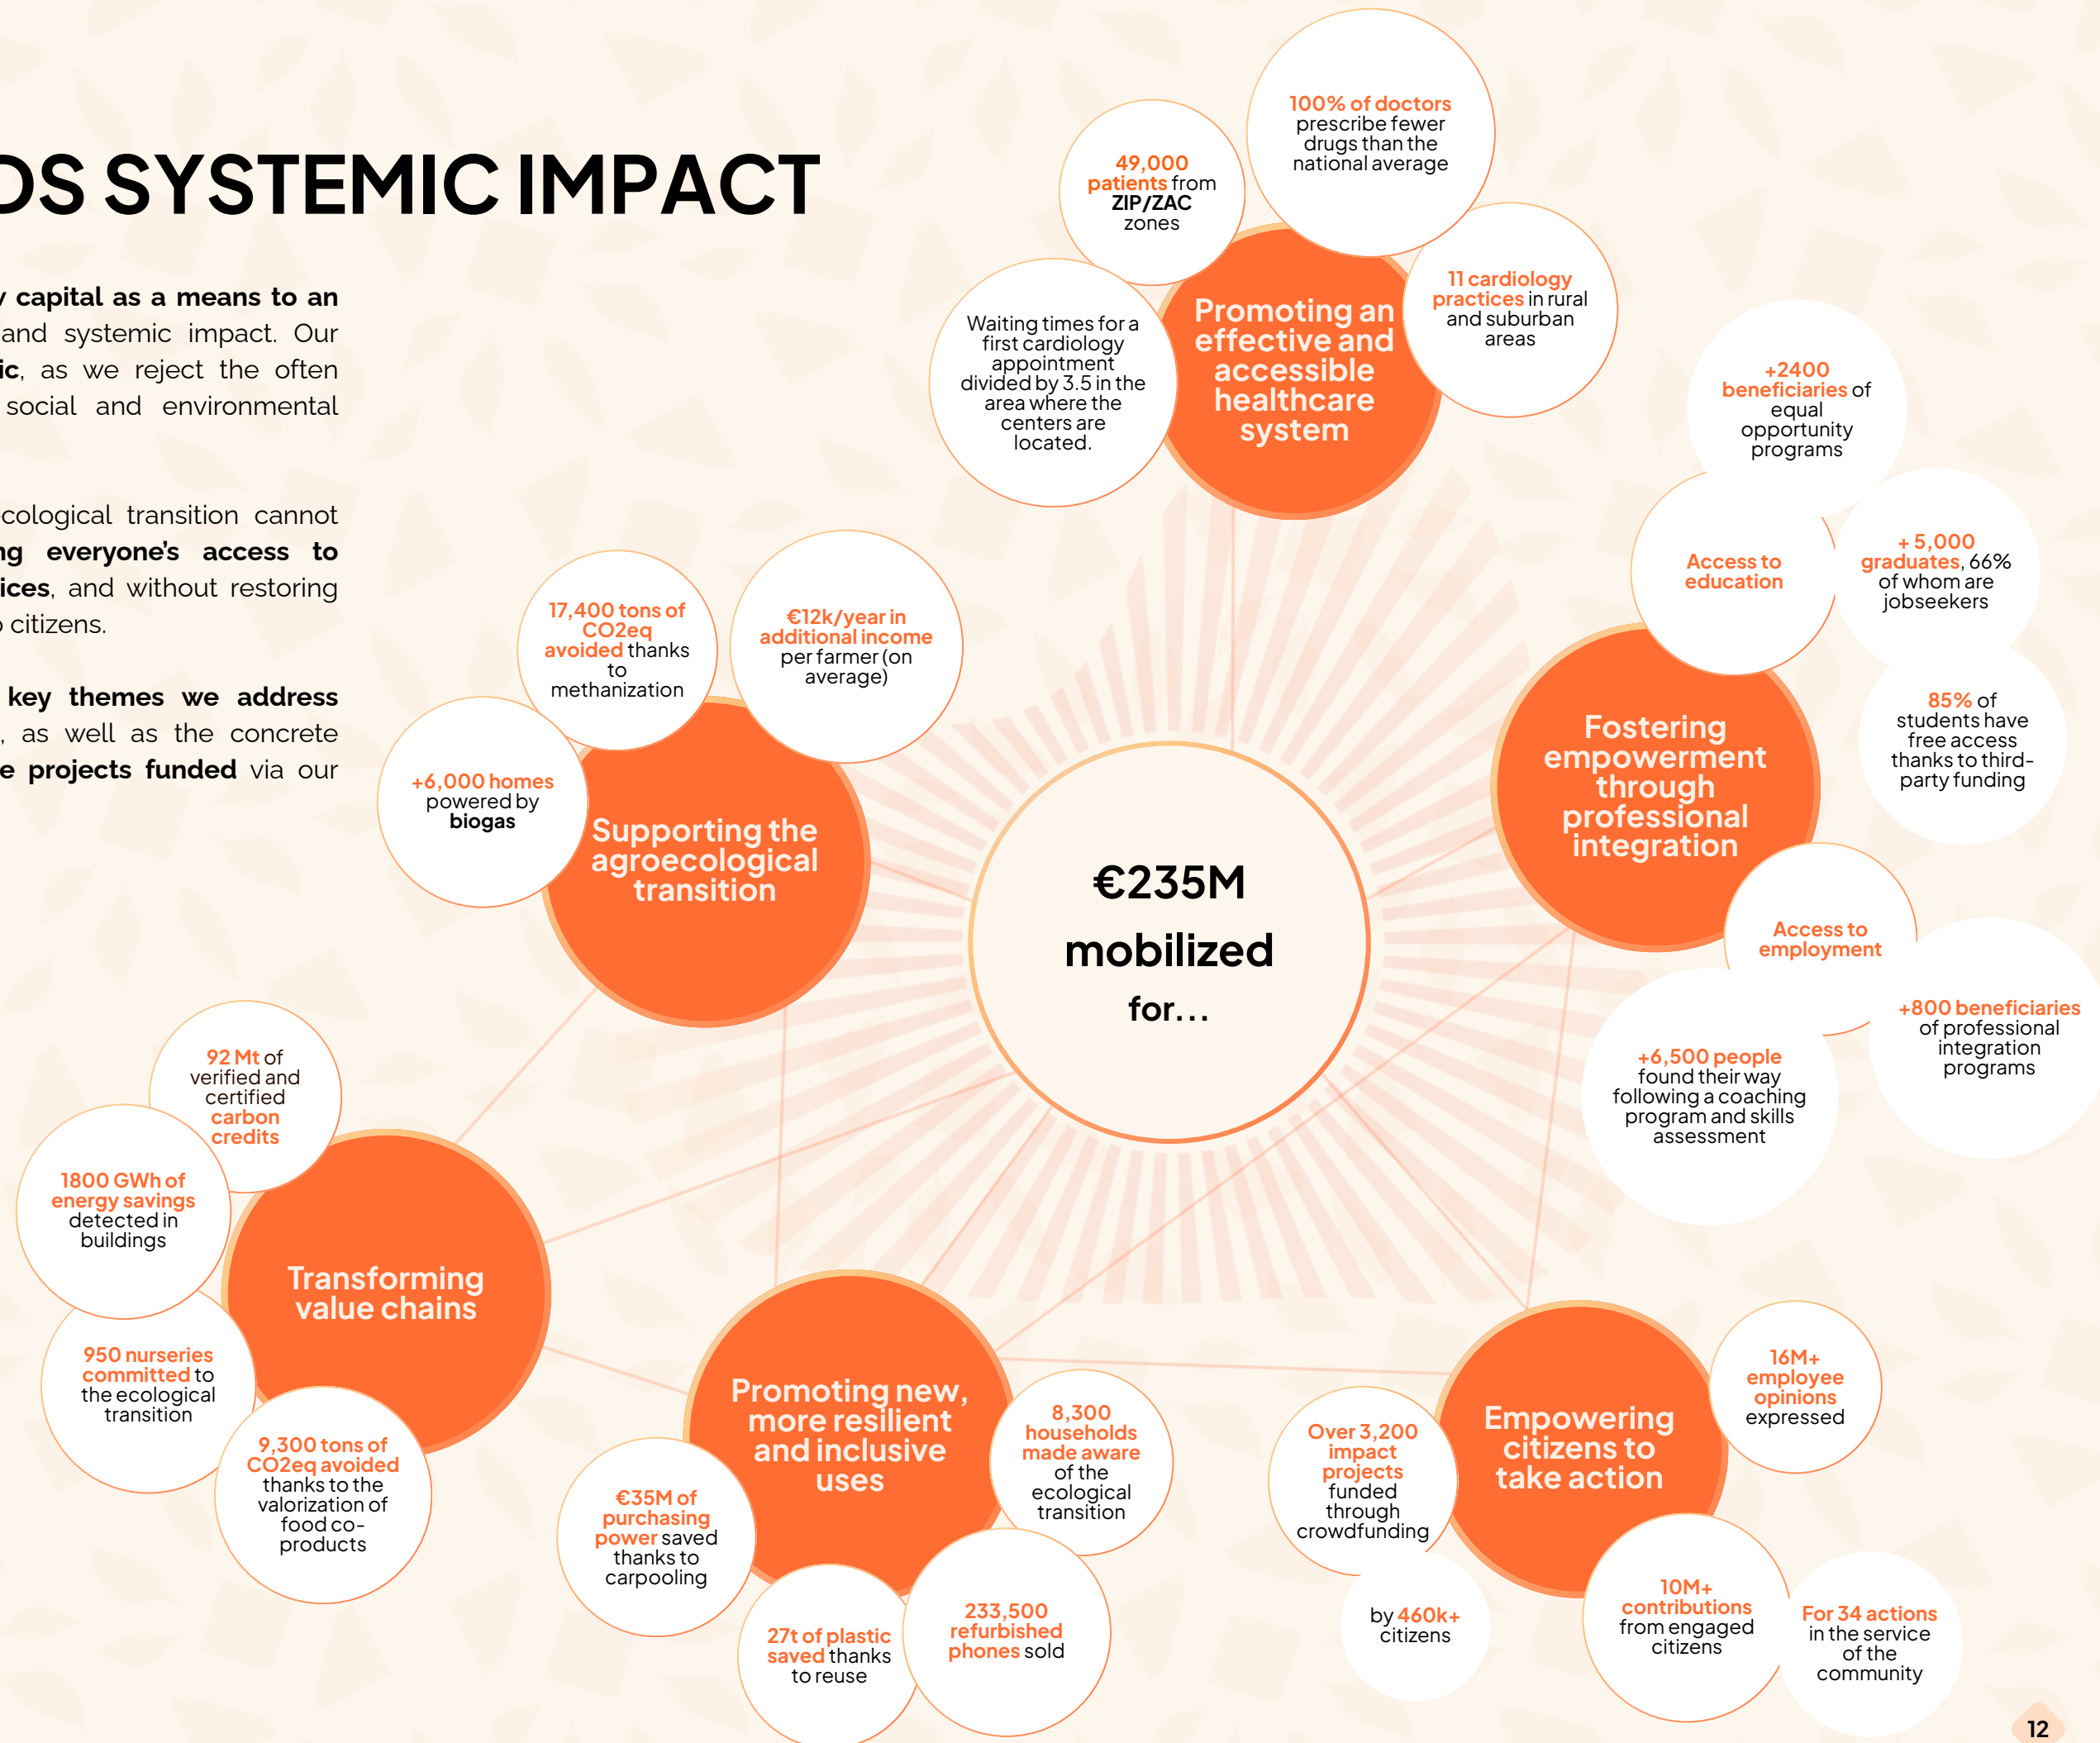 DS SYSTEMIC IMPACT
capital as a means to an
and systemic impact. Our
ic, as we reject the often
social and environmental
cological transition cannot
ng everyone's access to
ices, and without restoring
citizens.
key themes we address
, as well as the concrete
e projects funded via our
49,000
patients from
ZIP/ZAC
zones
100% of doctors
prescribe fewer
drugs than the
national average
11 cardiology
practices in rural
and suburban
areas
Waiting times for a
first cardiology
appointment
divided by 3.5 in the
area where the
centers are
located.
Promoting an
effective and
accessible
healthcare
system
+2400
beneficiaries of
equal
opportunity
programs
Access to
education
+ 5,000
graduates, 66%
of whom are
jobseekers
85% of
students have
free access
thanks to third-
party funding
Fostering
empowerment
through
professional
integration
Access to
employment
+800 beneficiaries
of professional
integration
programs
+6,500 people
found their way
following a coaching
program and skills
assessment
17,400 tons of
CO2eq
avoided thanks
to
methanization
€12k/year in
additional income
per farmer (on
average)
+6,000 homes
powered by
biogas
Supporting the
agroecological
transition
€235M
mobilized
for...
92 Mt of
verified and
certified
carbon
credits
1800 GWh of
energy savings
detected in
buildings
950 nurseries
committed to
the ecological
transition
9,300 tons of
CO2eq avoided
thanks to the
valorization of
food co-
products
Transforming
value chains
Promoting new,
more resilient
and inclusive
uses
8,300
households
made aware
of the
ecological
transition
€35M of
purchasing
power saved
thanks to
carpooling
27t of plastic
saved thanks
to reuse
233,500
refurbished
phones sold
Empowering
citizens to
take action
16M+
employee
opinions
expressed
Over 3,200
impact
projects
funded
through
crowdfunding
by 460k+
citizens
10M+
contributions
from engaged
citizens
For 34 actions
in the service
of the
community
12